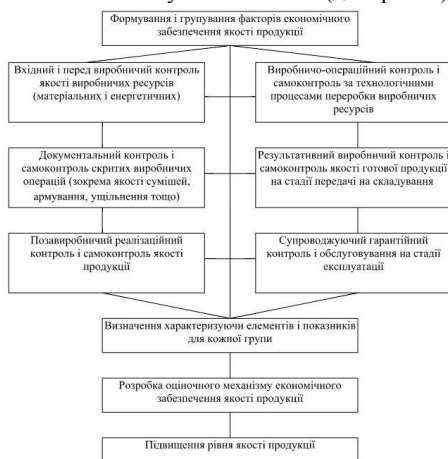 Формування і групування факторів економічного
забезпечення якості продукції
Вхідний і перед виробничий контроль
якості виробничих ресурсів
(матеріальних і енергетичних)
Виробничо-операційний контроль і
самоконтроль за технологічними
процесами переробки виробничих
ресурсів
Документальний контроль і
самоконтроль скритих виробничих
операцій (зокрема якості сумішей,
армування, ущільнення тощо)
Результативний виробничий контроль і
самоконтроль якості готової продукції
на стадії передачі на складування
Позавиробничий реалізаційний
контроль і самоконтроль якості
продукції
Супроводжуючий гарантійний
контроль і обслуговування на стадії
експлуатації
Визначення характеризуючи елементів і показників
для кожної групи
Розробка оціночного механізму економічного
забезпечення якості продукції
Підвищення рівня якості продукції